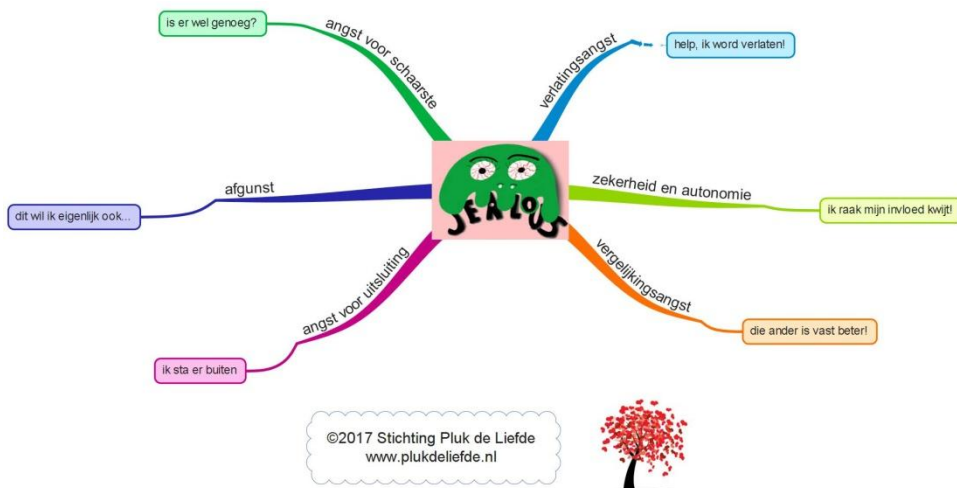 is er wel genoeg?
angst voor schaarste
verlatingsangst
help, ik word verlaten!
afgunst
dit wil ik eigenlijk ook...
JEALOUS
zekerheid en autonomie
ik raak mijn invloed kwijt!
angst voor uitsluiting
ik sta er buiten
vergelijkingsangst
die ander is vast beter!
©2017 Stichting Pluk de Liefde
www.plukdeliefde.nl